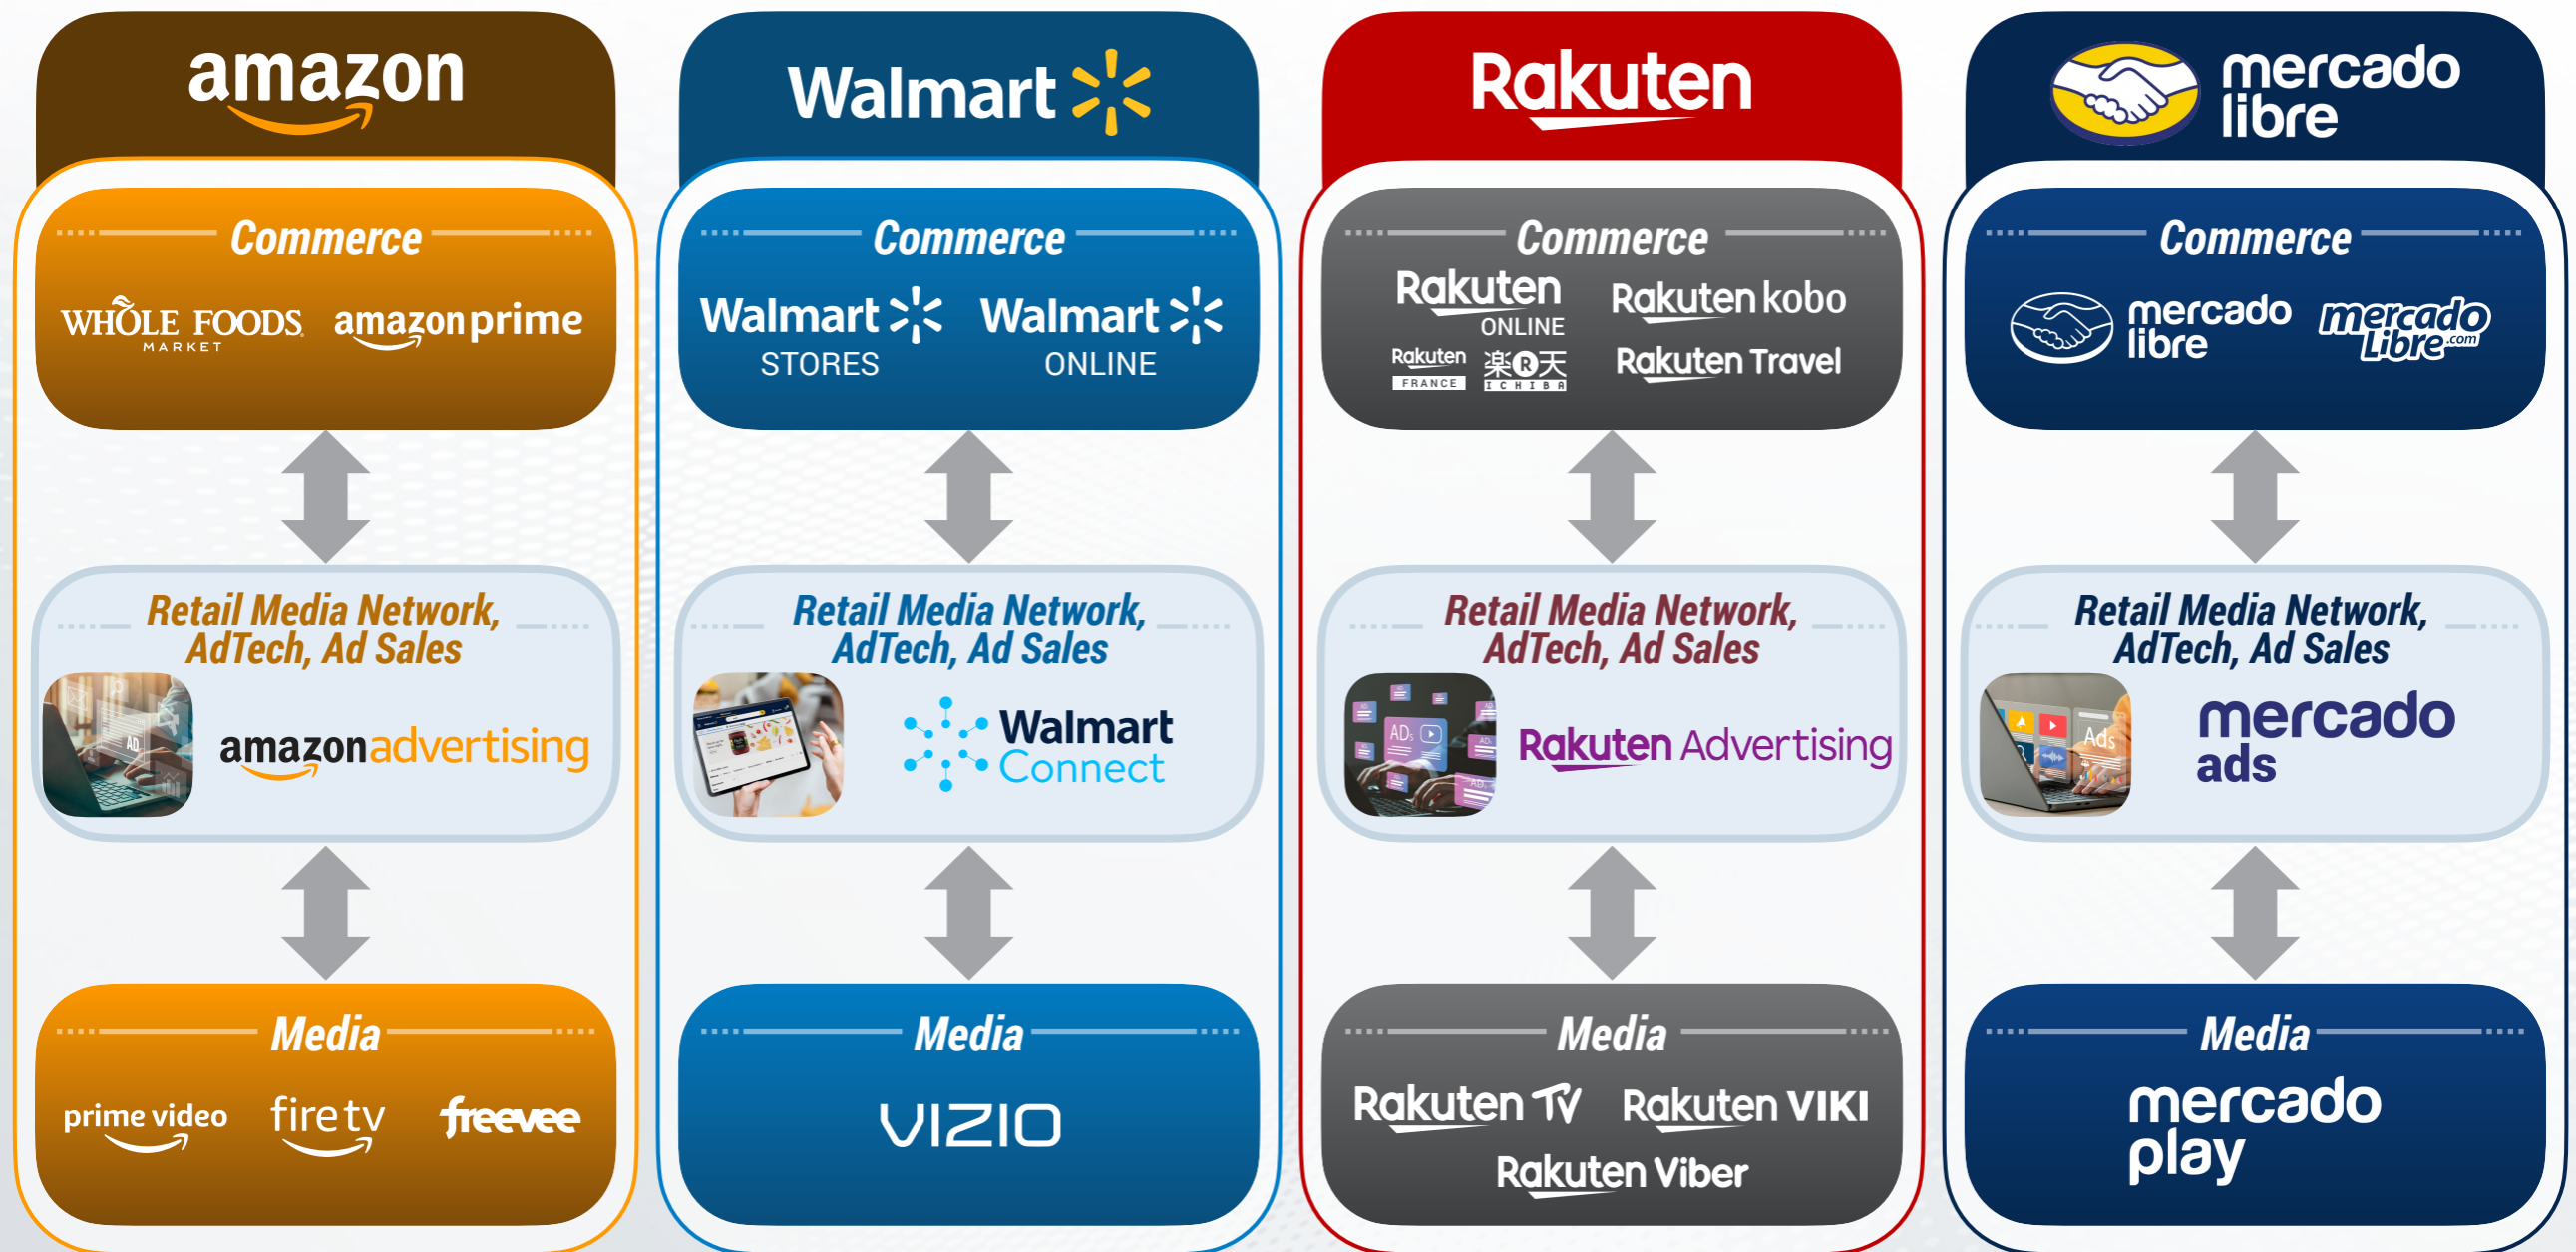 amazon
Commerce
WHOLE FOODS
MARKET
amazon prime
Retail Media Network,
AdTech, Ad Sales
AD
amazon advertising
Media
prime video
fire tv
freevee
Walmart
Commerce
Walmart
STORES
Walmart
ONLINE
Retail Media Network,
AdTech, Ad Sales
Walmart
Connect
Media
VIZIO
Rakuten
Commerce
Rakuten
ONLINE
Rakuten kobo
Rakuten
FRANCE
楽R天
ICHIBA
Rakuten Travel
Retail Media Network,
AdTech, Ad Sales
ADs
Rakuten Advertising
Media
Rakuten TV
Rakuten VIKI
Rakuten Viber
mercado
libre
Commerce
mercado
libre
mercado
Libre.com
Retail Media Network,
AdTech, Ad Sales
Ads
mercado
ads
Media
mercado
play